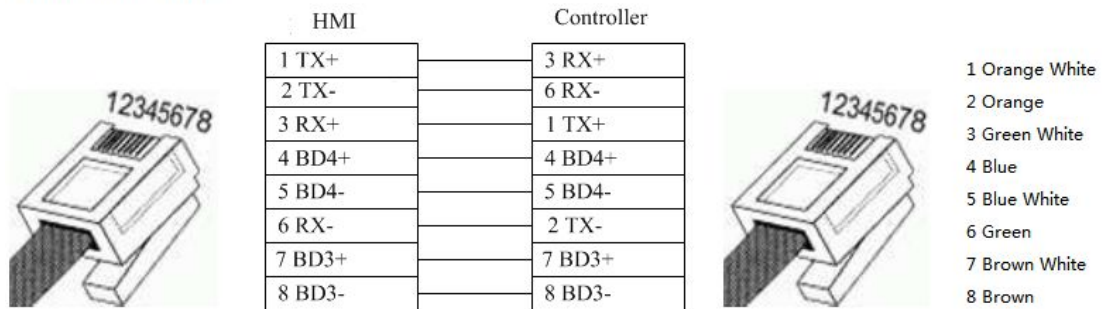 HMI Controller
12345678
1 TX+ 3 RX+
2 TX- 6 RX-
3 RX+ 1 TX+
4 BD4+ 4 BD4+
5 BD4- 5 BD4-
6 RX- 2 TX-
7 BD3+ 7 BD3+
8 BD3- 8 BD3-
12345678
1 Orange White
2 Orange
3 Green White
4 Blue
5 Blue White
6 Green
7 Brown White
8 Brown